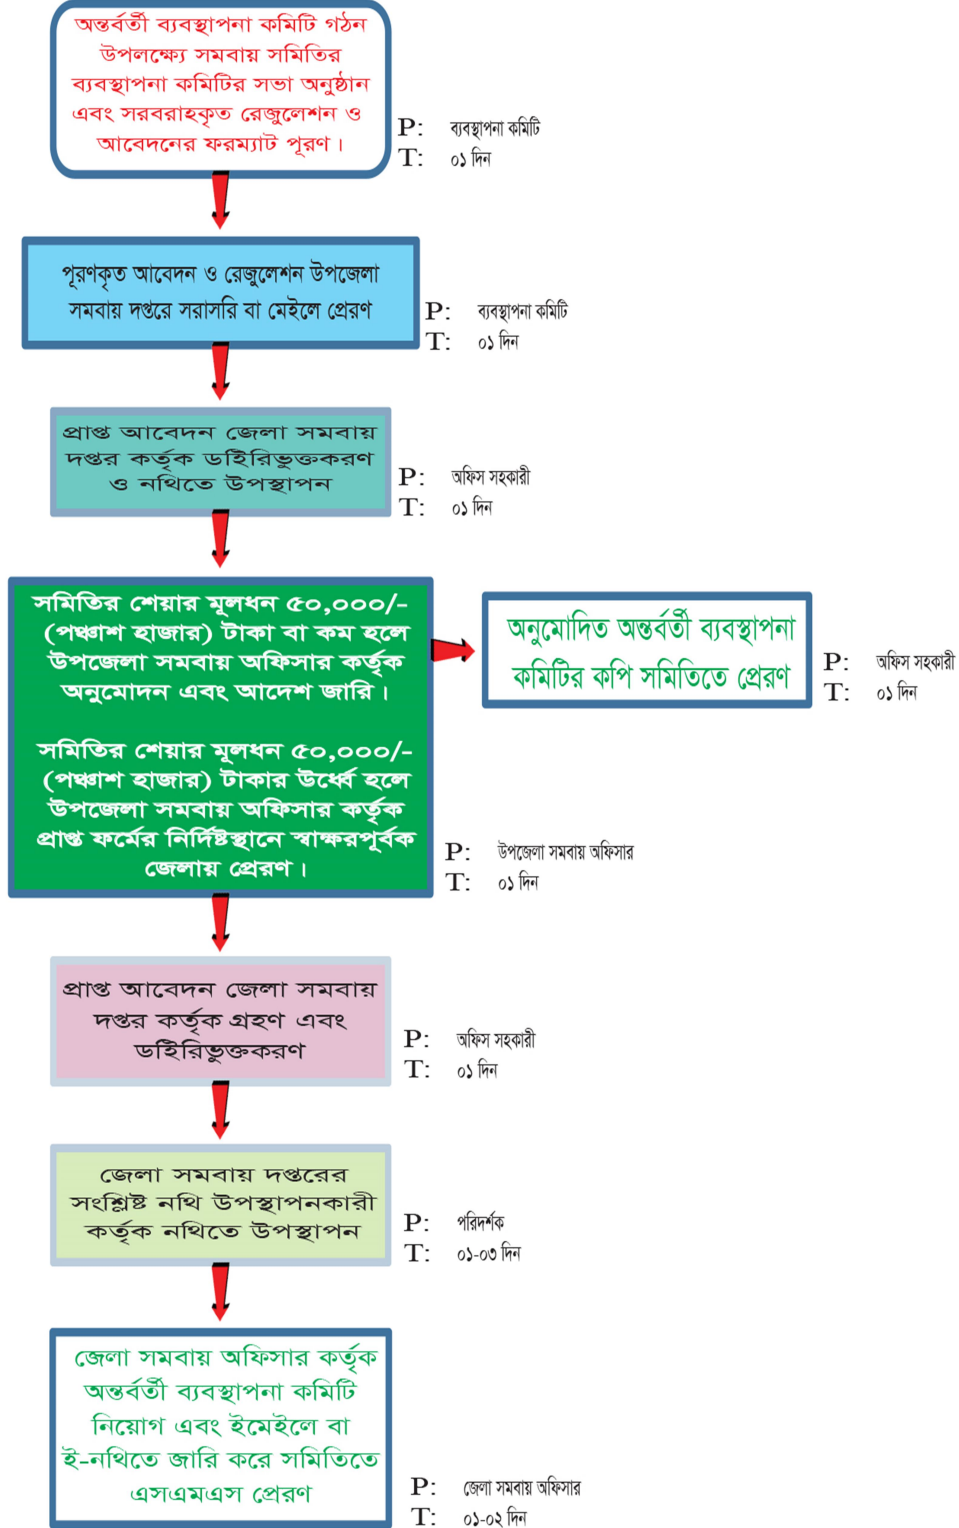 অন্তর্বর্তী ব্যবস্থাপনা কমিটি গঠন
উপলক্ষ্যে সমবায় সমিতির
ব্যবস্থাপনা কমিটির সভা অনুষ্ঠান
এবং সরবরাহকৃত রেজুলেশন ও
আবেদনের ফরম্যাট পূরণ।
P: ব্যবস্থাপনা কমিটি
T: ০১ দিন
পূরণকৃত আবেদন ও রেজুলেশন উপজেলা
সমবায় দপ্তরে সরাসরি বা মেইলে প্রেরণ
P: ব্যবস্থাপনা কমিটি
T: ০১ দিন
প্রাপ্ত আবেদন জেলা সমবায়
দপ্তর কর্তৃক ডাইরিভুক্তকরণ
ও নথিতে উপস্থাপন
P: অফিস সহকারী
T: ০১ দিন
সমিতির শেয়ার মূলধন ৫০,০০০/-
(পঞ্চাশ হাজার) টাকা বা কম হলে
উপজেলা সমবায় অফিসার কর্তৃক
অনুমোদন এবং আদেশ জারি।
সমিতির শেয়ার মূলধন ৫০,০০০/-
(পঞ্চাশ হাজার) টাকার উর্ধ্বে হলে
উপজেলা সমবায় অফিসার কর্তৃক
প্রাপ্ত ফর্মের নির্দিষ্টস্থানে স্বাক্ষরপূর্বক
জেলায় প্রেরণ।
P: উপজেলা সমবায় অফিসার
T: ০১ দিন
অনুমোদিত অন্তর্বর্তী ব্যবস্থাপনা
কমিটির কপি সমিতিতে প্রেরণ
P: অফিস সহকারী
T: ০১ দিন
প্রাপ্ত আবেদন জেলা সমবায়
দপ্তর কর্তৃক গ্রহণ এবং
ডাইরিভুক্তকরণ
P: অফিস সহকারী
T: ০১ দিন
জেলা সমবায় দপ্তরের
সংশ্লিষ্ট নথি উপস্থাপনকারী
কর্তৃক নথিতে উপস্থাপন
P: পরিদর্শক
T: ০১-০৩ দিন
জেলা সমবায় অফিসার কর্তৃক
অন্তর্বর্তী ব্যবস্থাপনা কমিটি
নিয়োগ এবং ইমেইলে বা
ই-নথিতে জারি করে সমিতিতে
এসএমএস প্রেরণ
P: জেলা সমবায় অফিসার
T: ০১-০২ দিন